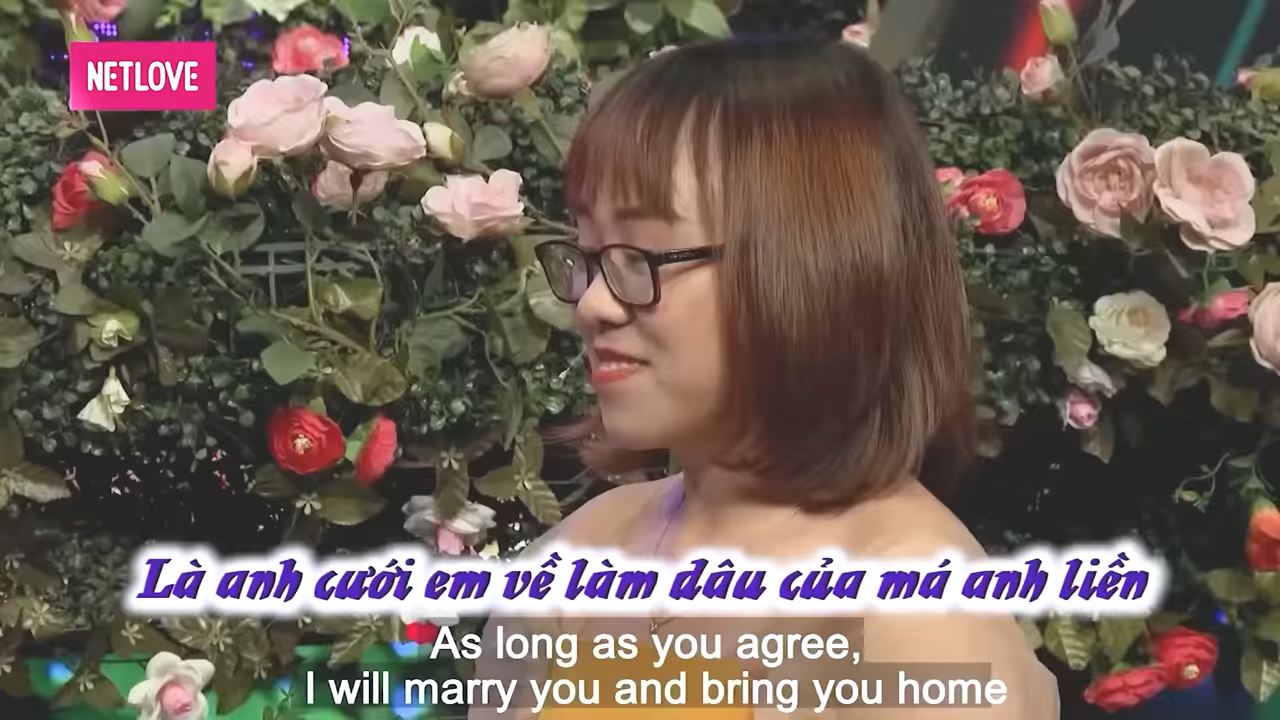 NETLOVE
Là anh cưới em về làm dâu của má anh liền
As long as you agree,
I will marry you and bring you home